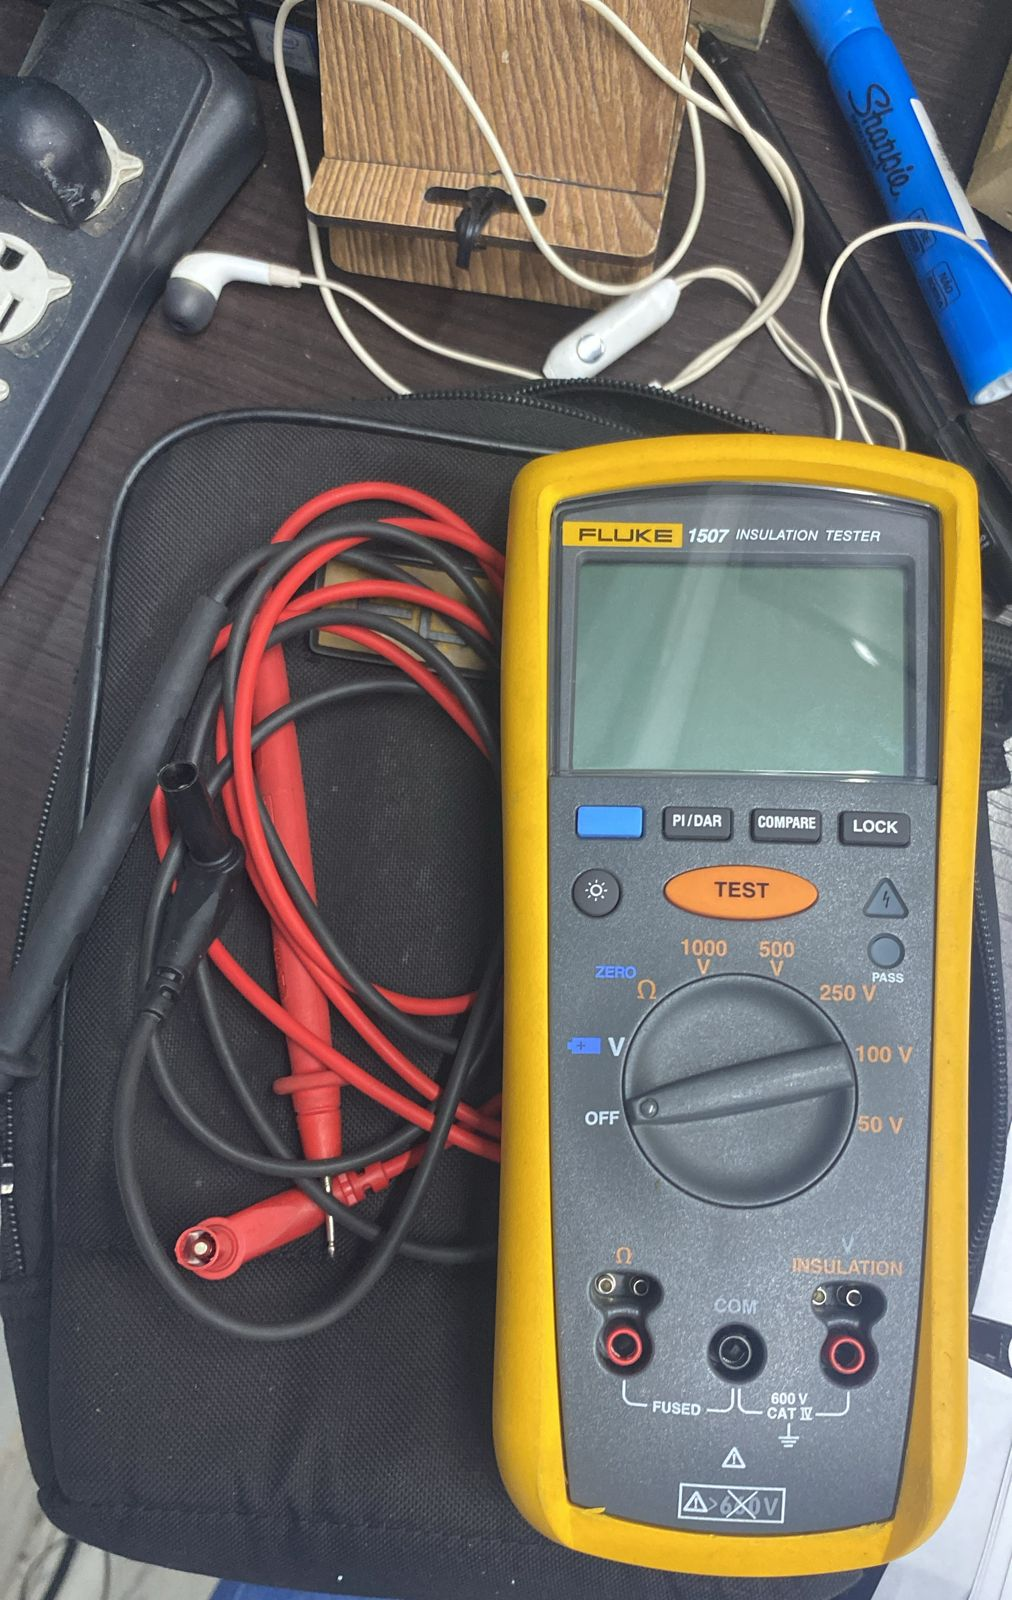 Sharpie
FLUKE 1507 INSULATION TESTER
PI/DAR
COMPARE
LOCK
TEST
PASS
1000
V
500
V
ZERO
Ω
250 V
V
100 V
OFF
50 V
Ω
V
INSULATION
COM
FUSED
600 V
CAT IV
>660V